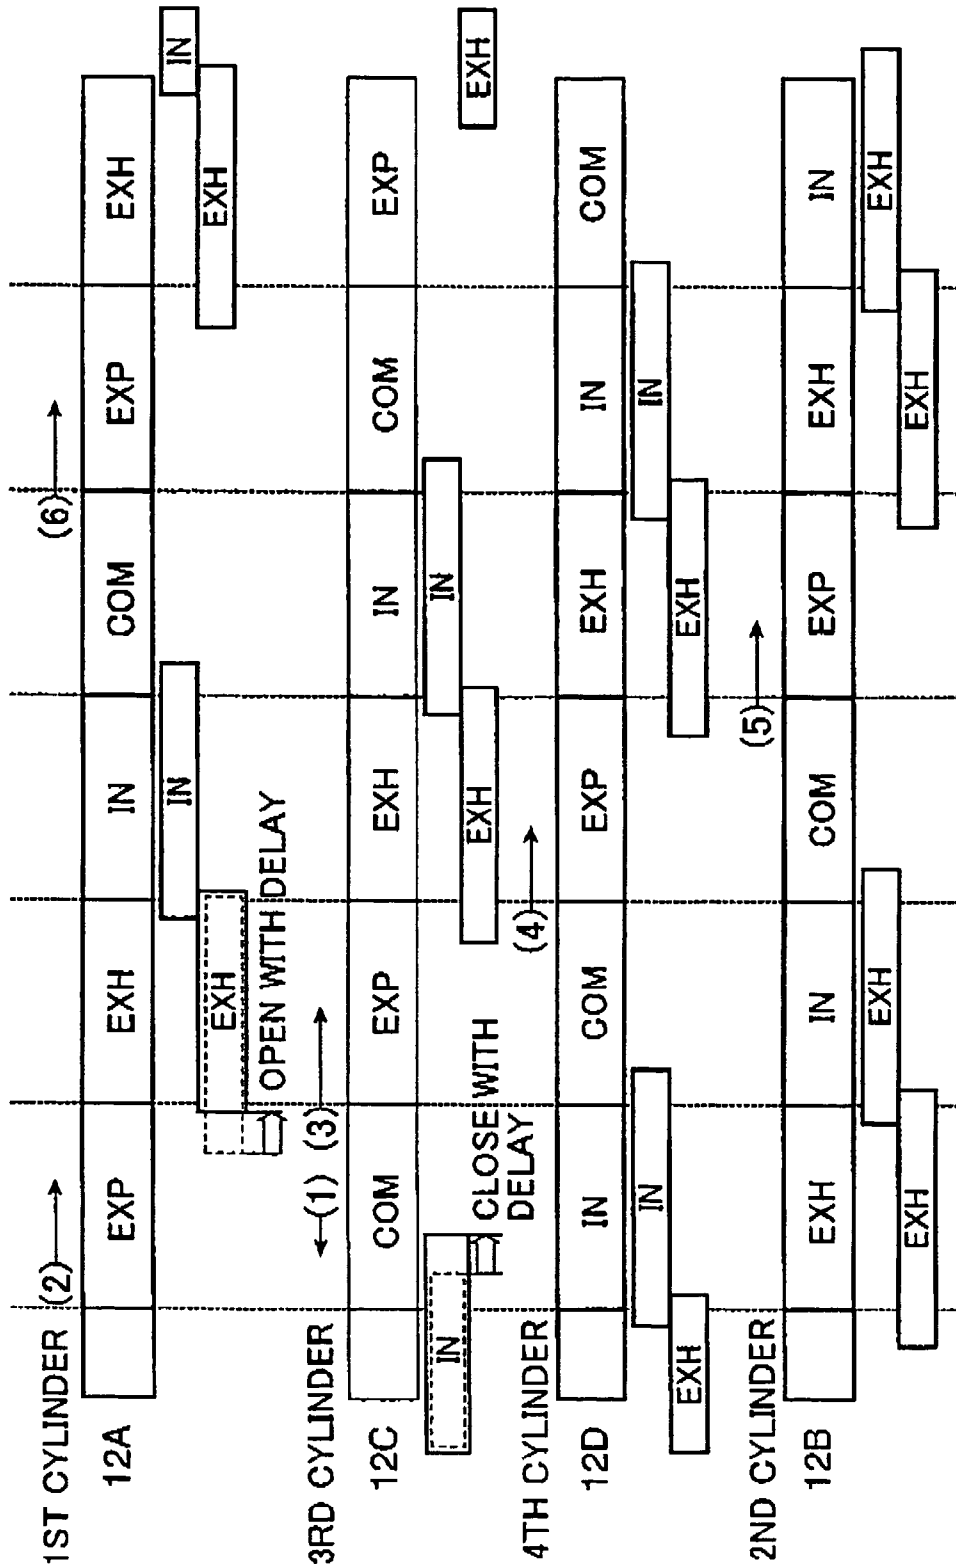 (2) (6)
1ST CYLINDER
12A EXP EXH IN COM EXP EXH
IN IN
EXH EXH
OPEN WITH DELAY
(1) (3)
3RD CYLINDER
12C COM EXP EXH IN COM EXP
IN IN
EXH EXH
CLOSE WITH
DELAY
(4)
4TH CYLINDER
12D IN COM EXP EXH IN COM
IN IN
EXH EXH
(5)
2ND CYLINDER
12B EXH IN COM EXP EXH IN
EXH EXH
EXH EXH